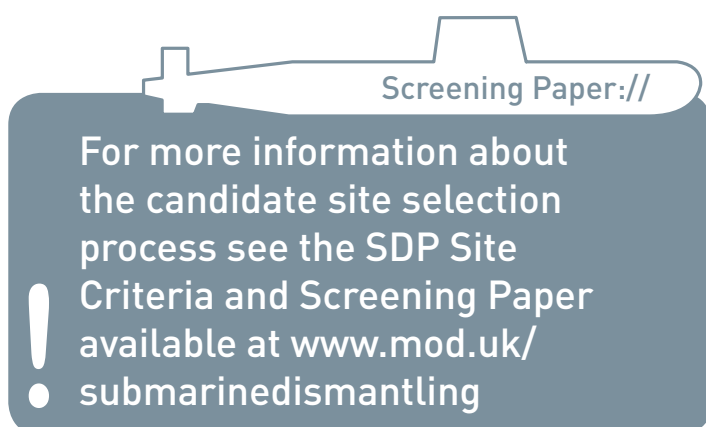 Screening Paper://
For more information about
the candidate site selection
process see the SDP Site
Criteria and Screening Paper
available at www.mod.uk/
submarinedismantling
!